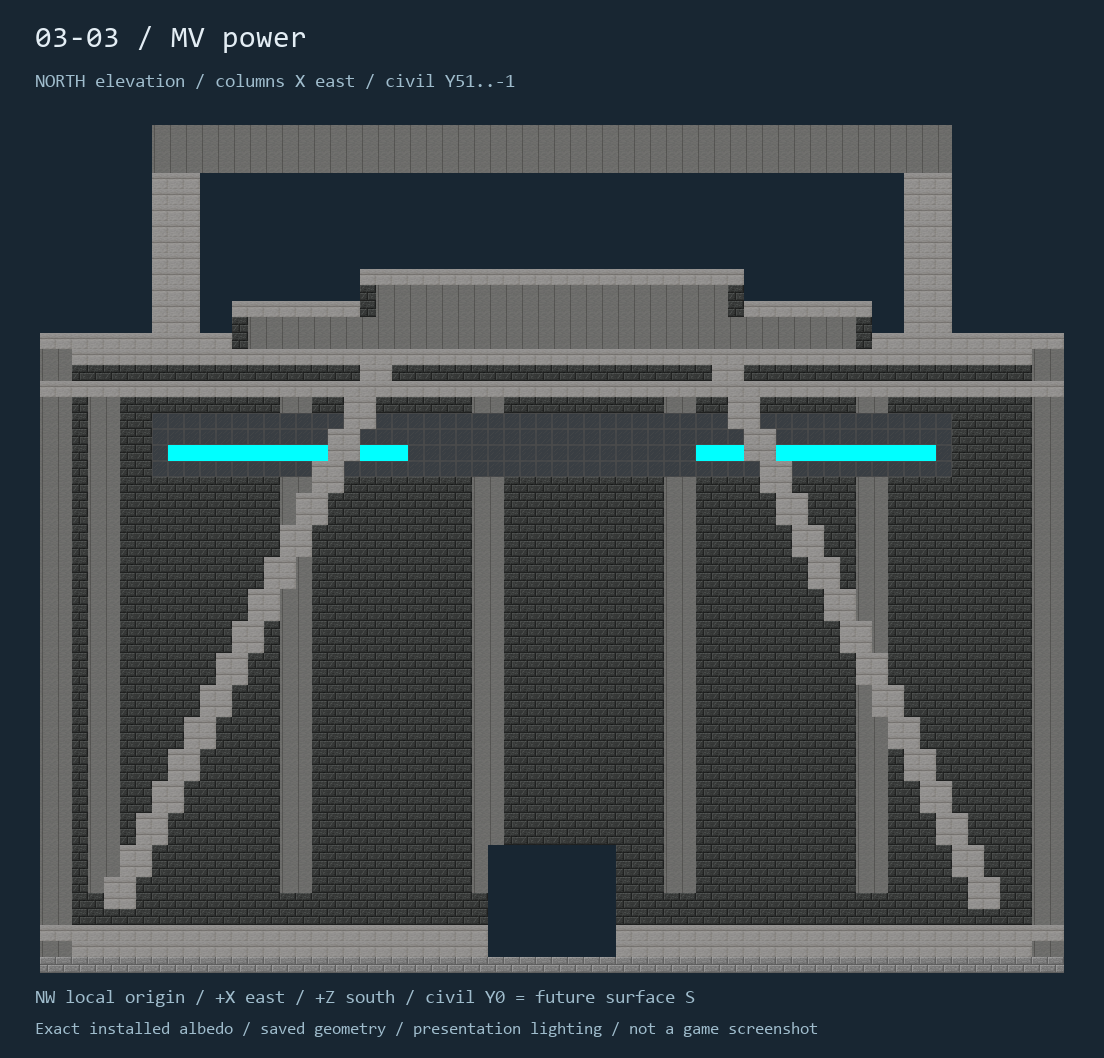 03-03 / MV power
NORTH elevation / columns X east / civil Y51..-1
NW local origin / +X east / +Z south / civil Y0 = future surface S
Exact installed albedo / saved geometry / presentation lighting / not a game screenshot